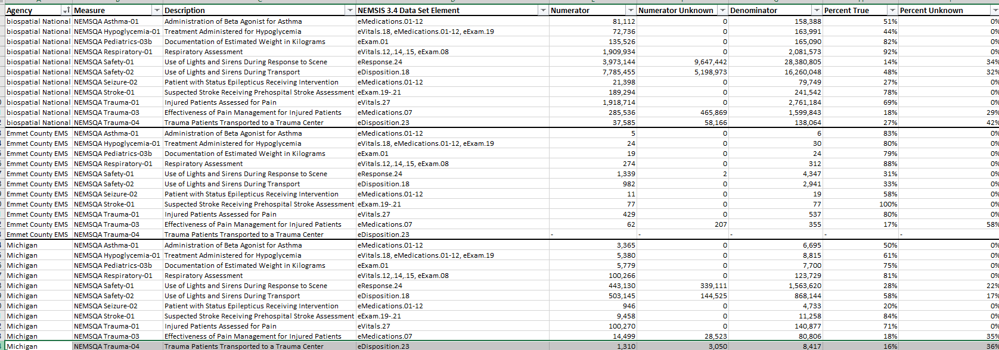 Agency Measure Description NEMSIS 3.4 Data Set Element Numerator Numerator Unknown Denominator Percent True Percent Unknown
biospatial National NEMSQA Asthma-01 Administration of Beta Agonist for Asthma eMedications.01-12 81,112 0 158,388 51% 0%
biospatial National NEMSQA Hypoglycemia-01 Treatment Administered for Hypoglycemia eVitals.18, eMedications.01-12, eExam.19 72,736 0 163,991 44% 0%
biospatial National NEMSQA Pediatrics-03b Documentation of Estimated Weight in Kilograms eExam.01 135,526 0 165,090 82% 0%
biospatial National NEMSQA Respiratory-01 Respiratory Assessment eVitals.12,.14,.15, eExam.08 1,909,934 0 2,081,573 92% 0%
biospatial National NEMSQA Safety-01 Use of Lights and Sirens During Response to Scene eResponse.24 3,973,144 9,647,442 28,380,805 14% 34%
biospatial National NEMSQA Safety-02 Use of Lights and Sirens During Transport eDisposition.18 7,785,455 5,198,973 16,260,048 48% 32%
biospatial National NEMSQA Seizure-02 Patient with Status Epilepticus Receiving Intervention eMedications.01-12 21,398 0 79,749 27% 0%
biospatial National NEMSQA Stroke-01 Suspected Stroke Receiving Prehospital Stroke Assessment eExam.19-.21 189,294 0 241,542 78% 0%
biospatial National NEMSQA Trauma-01 Injured Patients Assessed for Pain eVitals.27 1,918,714 0 2,761,184 69% 0%
biospatial National NEMSQA Trauma-03 Effectiveness of Pain Management for Injured Patients eMedications.07 285,536 465,869 1,599,843 18% 29%
biospatial National NEMSQA Trauma-04 Trauma Patients Transported to a Trauma Center eDisposition.23 37,585 58,166 138,064 27% 42%
Emmet County EMS NEMSQA Asthma-01 Administration of Beta Agonist for Asthma eMedications.01-12 5 0 6 83% 0%
Emmet County EMS NEMSQA Hypoglycemia-01 Treatment Administered for Hypoglycemia eVitals.18, eMedications.01-12, eExam.19 24 0 30 80% 0%
Emmet County EMS NEMSQA Pediatrics-03b Documentation of Estimated Weight in Kilograms eExam.01 19 0 24 79% 0%
Emmet County EMS NEMSQA Respiratory-01 Respiratory Assessment eVitals.12,.14,.15, eExam.08 274 0 312 88% 0%
Emmet County EMS NEMSQA Safety-01 Use of Lights and Sirens During Response to Scene eResponse.24 1,339 2 4,347 31% 0%
Emmet County EMS NEMSQA Safety-02 Use of Lights and Sirens During Transport eDisposition.18 982 0 2,941 33% 0%
Emmet County EMS NEMSQA Seizure-02 Patient with Status Epilepticus Receiving Intervention eMedications.01-12 11 0 19 58% 0%
Emmet County EMS NEMSQA Stroke-01 Suspected Stroke Receiving Prehospital Stroke Assessment eExam.19-.21 77 0 77 100% 0%
Emmet County EMS NEMSQA Trauma-01 Injured Patients Assessed for Pain eVitals.27 429 0 537 80% 0%
Emmet County EMS NEMSQA Trauma-03 Effectiveness of Pain Management for Injured Patients eMedications.07 62 207 355 17% 58%
Emmet County EMS NEMSQA Trauma-04 Trauma Patients Transported to a Trauma Center eDisposition.23 - - - - -
Michigan NEMSQA Asthma-01 Administration of Beta Agonist for Asthma eMedications.01-12 3,365 0 6,695 50% 0%
Michigan NEMSQA Hypoglycemia-01 Treatment Administered for Hypoglycemia eVitals.18, eMedications.01-12, eExam.19 5,380 0 8,815 61% 0%
Michigan NEMSQA Pediatrics-03b Documentation of Estimated Weight in Kilograms eExam.01 5,779 0 7,700 75% 0%
Michigan NEMSQA Respiratory-01 Respiratory Assessment eVitals.12,.14,.15, eExam.08 100,266 0 123,729 81% 0%
Michigan NEMSQA Safety-01 Use of Lights and Sirens During Response to Scene eResponse.24 443,130 339,111 1,563,620 28% 22%
Michigan NEMSQA Safety-02 Use of Lights and Sirens During Transport eDisposition.18 503,145 144,525 868,144 58% 17%
Michigan NEMSQA Seizure-02 Patient with Status Epilepticus Receiving Intervention eMedications.01-12 946 0 4,733 20% 0%
Michigan NEMSQA Stroke-01 Suspected Stroke Receiving Prehospital Stroke Assessment eExam.19-.21 9,458 0 11,258 84% 0%
Michigan NEMSQA Trauma-01 Injured Patients Assessed for Pain eVitals.27 100,270 0 140,877 71% 0%
Michigan NEMSQA Trauma-03 Effectiveness of Pain Management for Injured Patients eMedications.07 14,499 28,523 80,806 18% 35%
Michigan NEMSQA Trauma-04 Trauma Patients Transported to a Trauma Center eDisposition.23 1,310 3,050 8,417 16% 36%